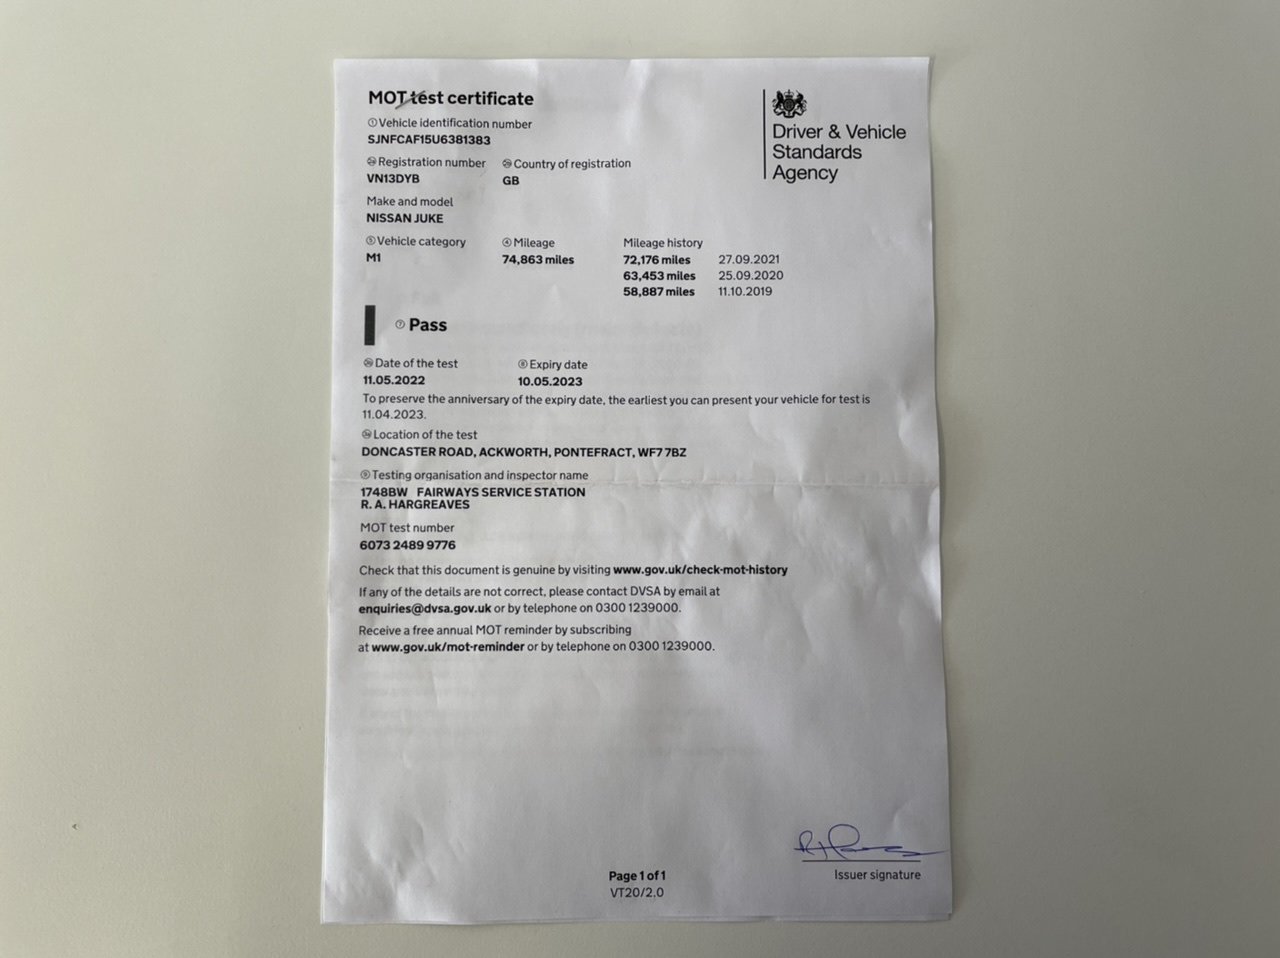 MOT test certificate
① Vehicle identification number
SJNFCAF15U6381383
Registration number
VN13DYB
Country of registration
GB
Make and model
NISSAN JUKE
Vehicle category
M1
④ Mileage
74,863 miles
Mileage history
72,176 miles 27.09.2021
63,453 miles 25.09.2020
58,887 miles 11.10.2019
Driver & Vehicle
Standards
Agency
⑦ Pass
Date of the test
11.05.2022
⑧ Expiry date
10.05.2023
To preserve the anniversary of the expiry date, the earliest you can present your vehicle for test is
11.04.2023.
Location of the test
DONCASTER ROAD, ACKWORTH, PONTEFRACT, WF7 7BZ
⑨ Testing organisation and inspector name
1748BW FAIRWAYS SERVICE STATION
R. A. HARGREAVES
MOT test number
6073 2489 9776
Check that this document is genuine by visiting www.gov.uk/check-mot-history
If any of the details are not correct, please contact DVSA by email at
enquiries@dvsa.gov.uk or by telephone on 0300 1239000.
Receive a free annual MOT reminder by subscribing
at www.gov.uk/mot-reminder or by telephone on 0300 1239000.
Issuer signature
Page 1 of 1
VT20/2.0